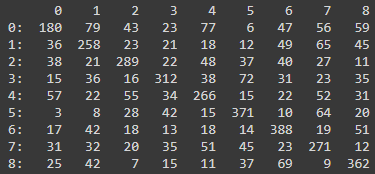 0 1 2 3 4 5 6 7 8
0: 180 79 43 23 77 6 47 56 59
1: 36 258 23 21 18 12 49 65 45
2: 38 21 289 22 48 37 40 27 11
3: 15 36 16 312 38 72 31 23 35
4: 57 22 55 34 266 15 22 52 31
5: 3 8 28 42 15 371 10 64 20
6: 17 42 18 13 18 14 388 19 51
7: 31 32 20 35 51 45 23 271 12
8: 25 42 7 15 11 37 69 9 362